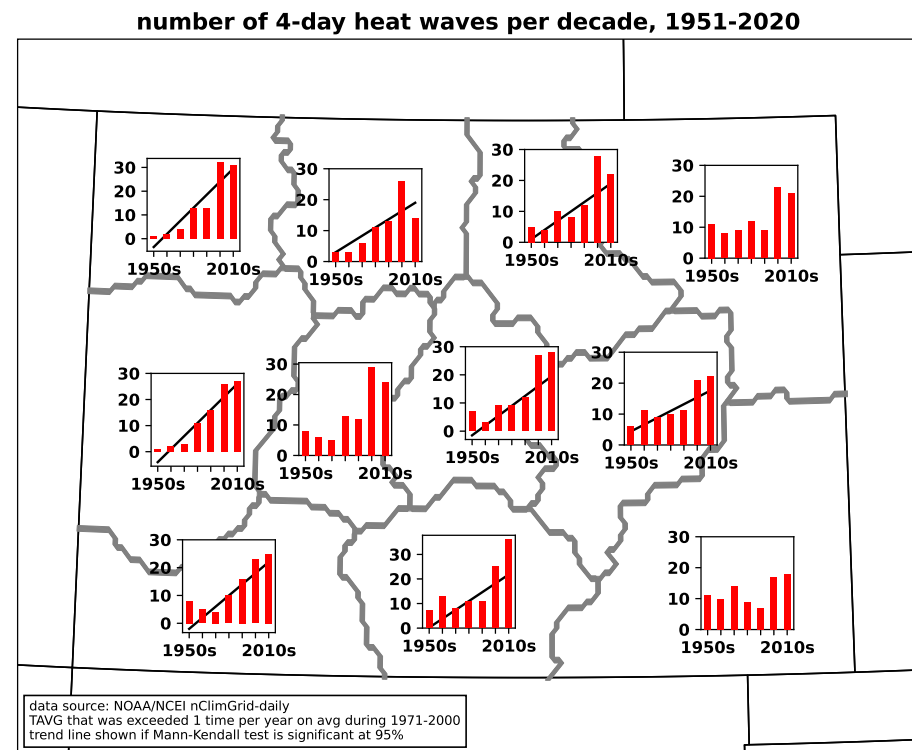 number of 4-day heat waves per decade, 1951-2020
30
20
10
0
1950s 2010s
30
20
10
0
1950s 2010s
30
20
10
0
1950s 2010s
30
20
10
0
1950s 2010s
30
20
10
0
1950s 2010s
30
20
10
0
1950s 2010s
30
20
10
0
1950s 2010s
30
20
10
0
1950s 2010s
30
20
10
0
1950s 2010s
30
20
10
0
1950s 2010s
30
20
10
0
1950s 2010s
data source: NOAA/NCEI nClimGrid-daily
TAVG that was exceeded 1 time per year on avg during 1971-2000
trend line shown if Mann-Kendall test is significant at 95%